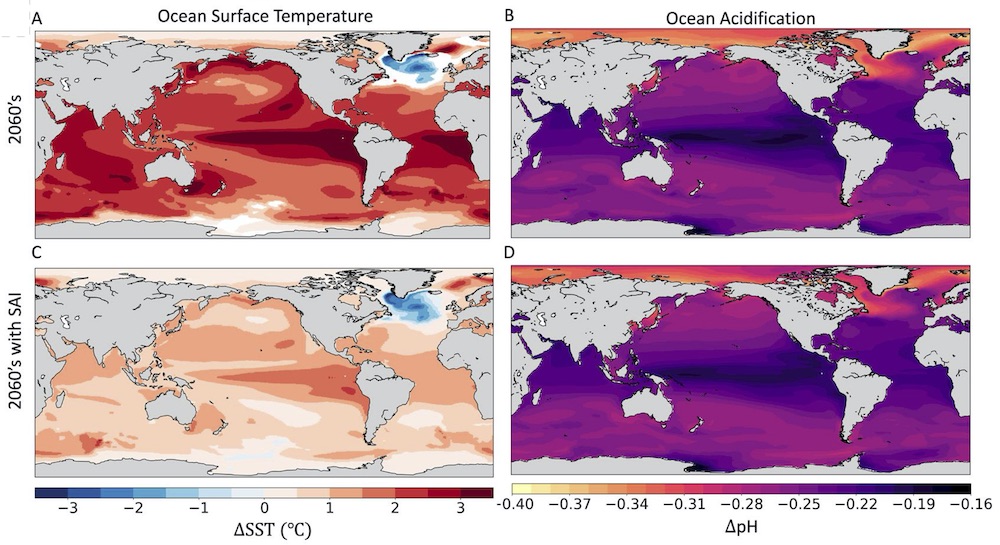 A
Ocean Surface Temperature
B
Ocean Acidification
2060's
C
D
2060's with SAI
−3 −2 −1 0 1 2 3
ΔSST (°C)
-0.40 −0.37 −0.34 −0.31 −0.28 −0.25 −0.22 −0.19 −0.16
ΔpH